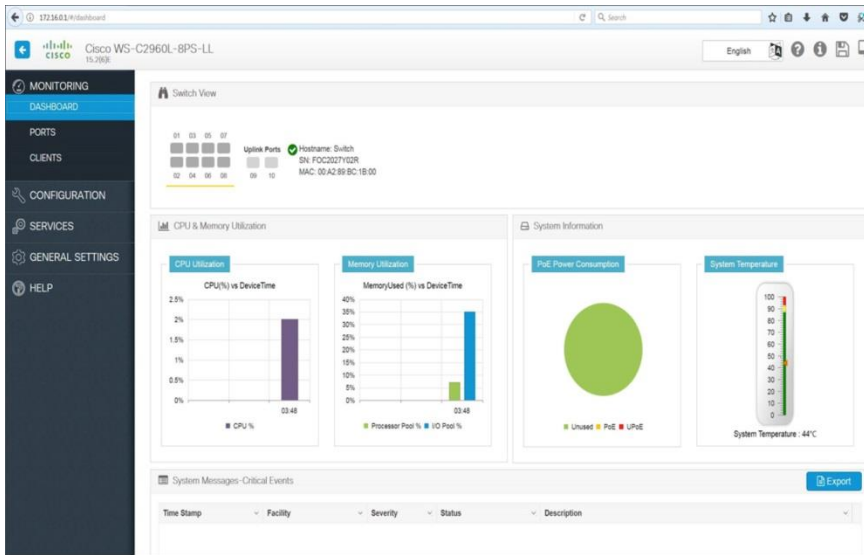 172.16.0.1/#/dashboard
Search
CISCO
Cisco WS-C2960L-8PS-LL
15.2(6)E
English
MONITORING
DASHBOARD
PORTS
CLIENTS
CONFIGURATION
SERVICES
GENERAL SETTINGS
HELP
Switch View
01 03 05 07
02 04 06 08
Uplink Ports
09 10
Hostname: Switch
SN: FOC2027Y02R
MAC: 00:A2:89:BC:1B:00
CPU & Memory Utilization
CPU Utilization
CPU(%) vs DeviceTime
2.5%
2%
1.5%
1%
0.5%
0%
03:48
CPU %
Memory Utilization
MemoryUsed (%) vs DeviceTime
40%
35%
30%
25%
20%
15%
10%
5%
0%
03:48
Processor Pool % I/O Pool %
System Information
PoE Power Consumption
Unused PoE UPoE
System Temperature
100
90
80
70
60
50
40
30
20
10
0
System Temperature : 44°C
System Messages-Critical Events
Export
Time Stamp Facility Severity Status Description